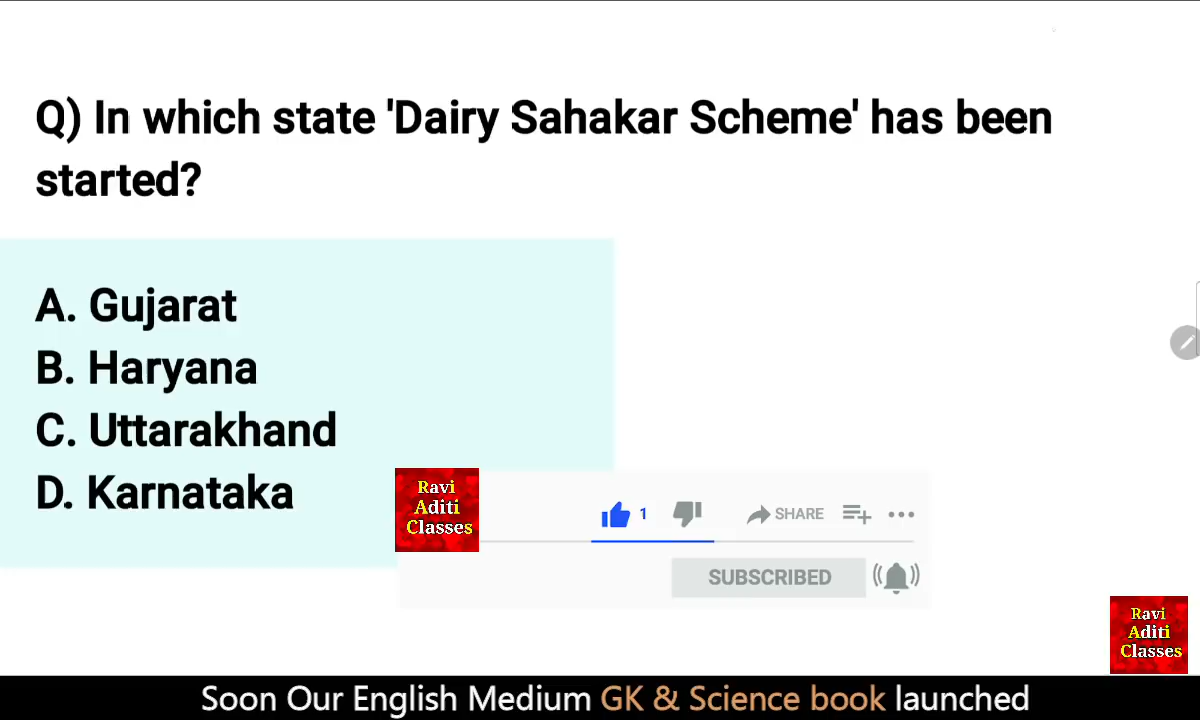 Q) In which state 'Dairy Sahakar Scheme' has been
started?
A. Gujarat
B. Haryana
C. Uttarakhand
D. Karnataka
Ravi
Aditi
Classes
1
SHARE
SUBSCRIBED
Ravi
Aditi
Classes
Soon Our English Medium GK & Science book launched